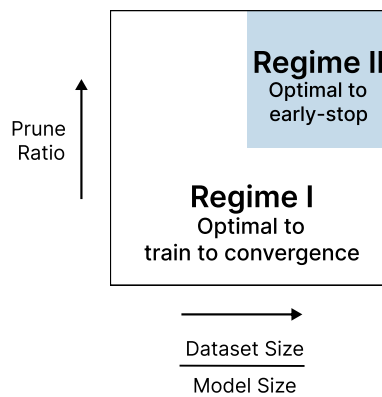 Regime II
Optimal to
early-stop
Prune
Ratio
Regime I
Optimal to
train to convergence
Dataset Size
Model Size